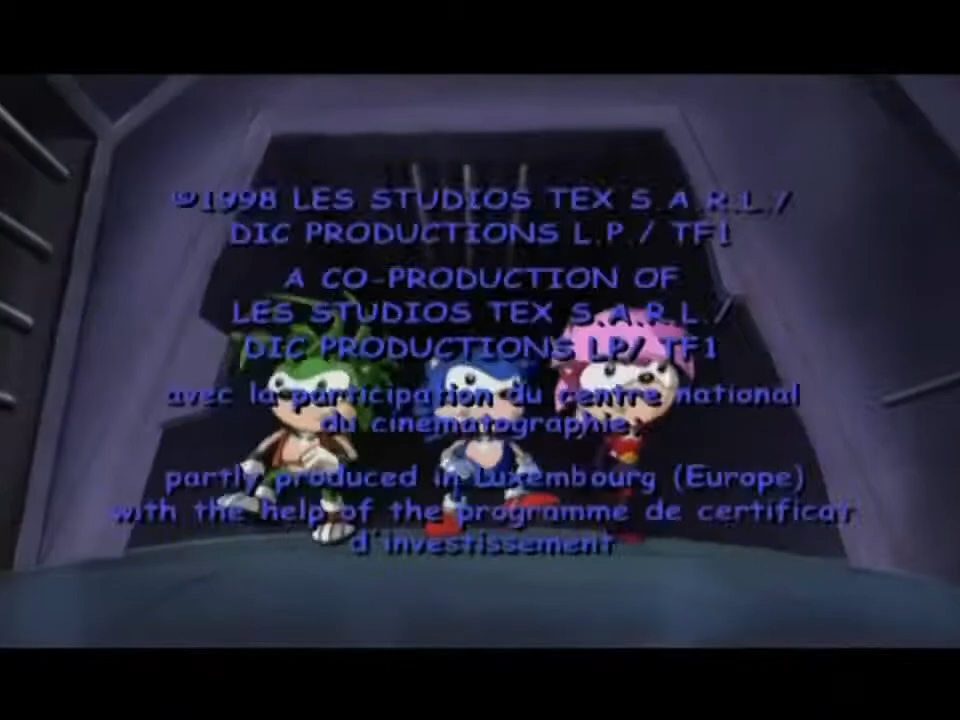 ©1998 LES STUDIOS TEX S.A.R.L./
DIC PRODUCTIONS L.P./ TF1
A CO-PRODUCTION OF
LES STUDIOS TEX S.A.R.L./
DIC PRODUCTIONS LP/ TF1
avec la participation du centre national
du cinematographie,
partly produced in Luxembourg (Europe)
with the help of the programme de certificat
d'investissement